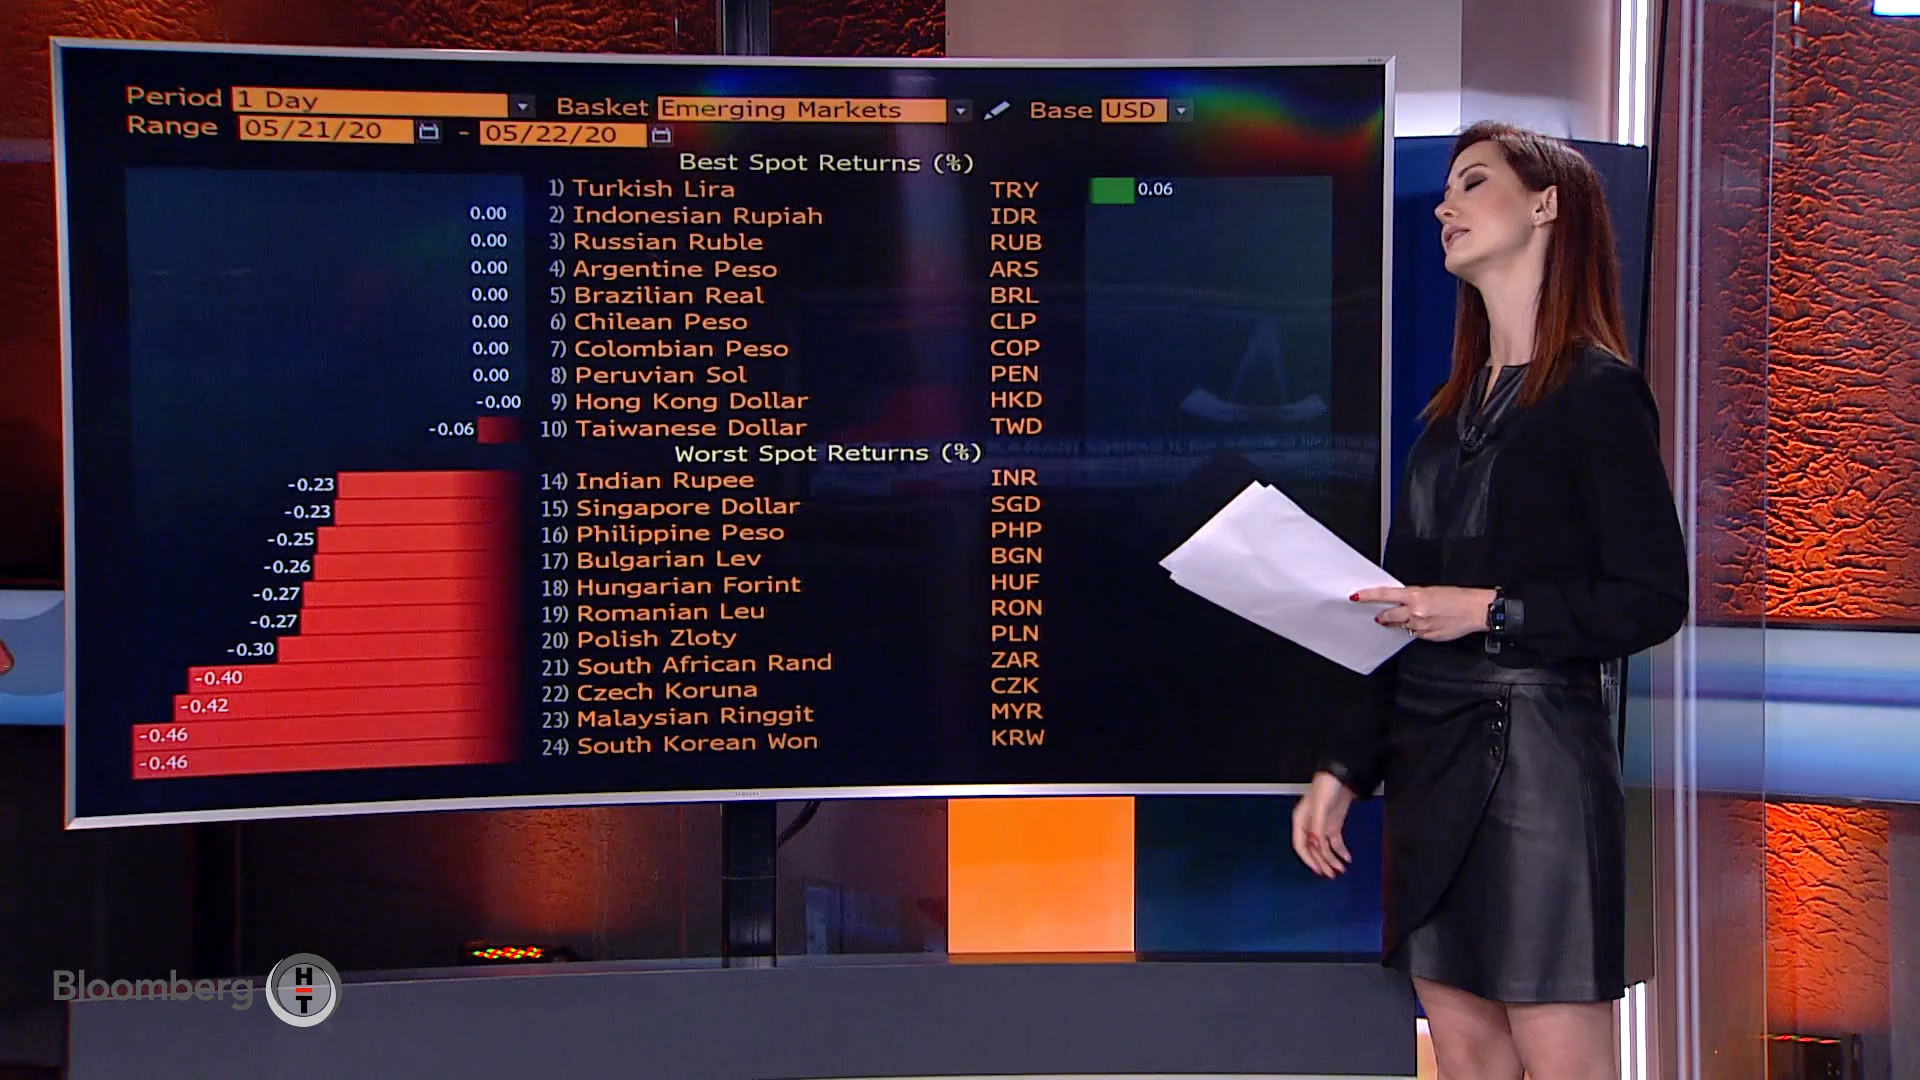 Period 1 Day Basket Emerging Markets Base USD
Range 05/21/20 - 05/22/20
Best Spot Returns (%)
1) Turkish Lira TRY 0.06
0.00 2) Indonesian Rupiah IDR
0.00 3) Russian Ruble RUB
0.00 4) Argentine Peso ARS
0.00 5) Brazilian Real BRL
0.00 6) Chilean Peso CLP
0.00 7) Colombian Peso COP
0.00 8) Peruvian Sol PEN
-0.00 9) Hong Kong Dollar HKD
-0.06 10) Taiwanese Dollar TWD
Worst Spot Returns (%)
-0.23 14) Indian Rupee INR
-0.23 15) Singapore Dollar SGD
-0.25 16) Philippine Peso PHP
-0.26 17) Bulgarian Lev BGN
-0.27 18) Hungarian Forint HUF
-0.27 19) Romanian Leu RON
-0.30 20) Polish Zloty PLN
-0.40 21) South African Rand ZAR
-0.42 22) Czech Koruna CZK
-0.46 23) Malaysian Ringgit MYR
-0.46 24) South Korean Won KRW
Bloomberg HT